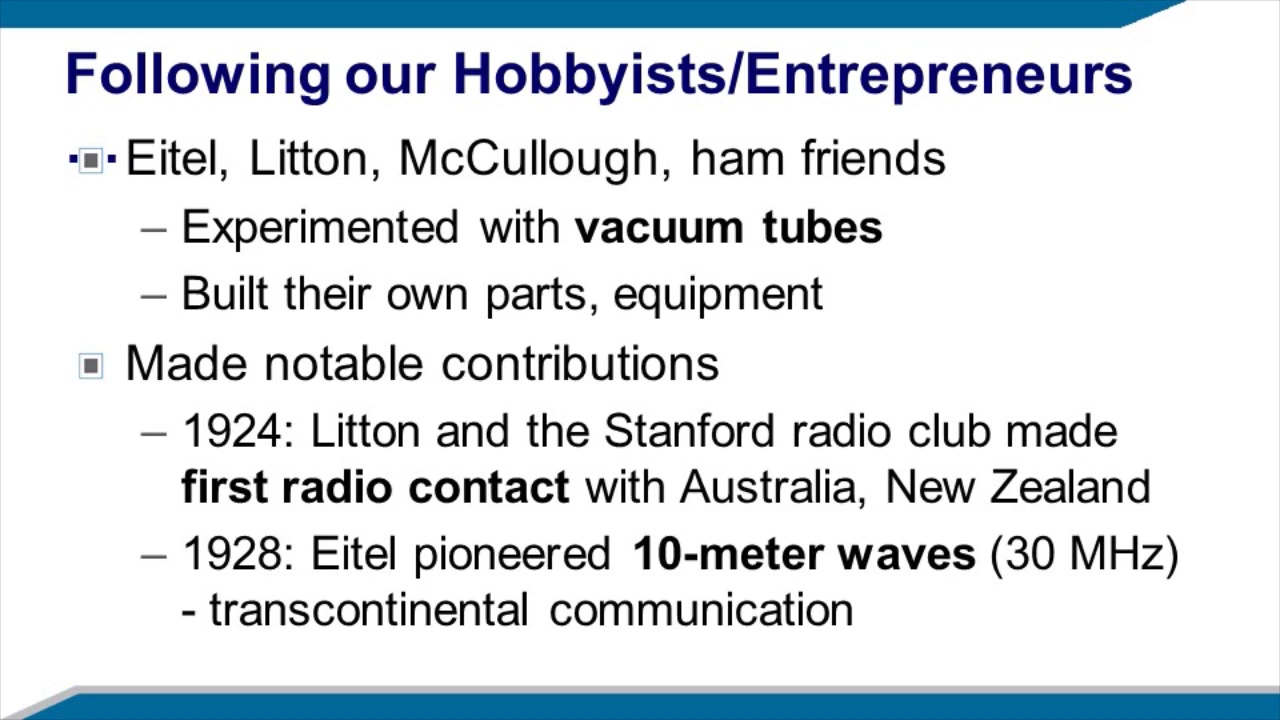 Following our Hobbyists/Entrepreneurs
Eitel, Litton, McCullough, ham friends
– Experimented with vacuum tubes
– Built their own parts, equipment
Made notable contributions
– 1924: Litton and the Stanford radio club made
first radio contact with Australia, New Zealand
– 1928: Eitel pioneered 10-meter waves (30 MHz)
- transcontinental communication